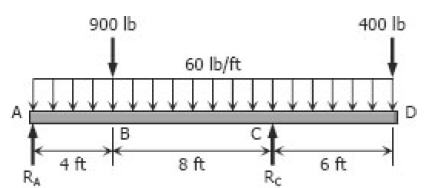 900 lb 400 lb
60 lb/ft
A D
B C
4 ft 8 ft 6 ft
R_A R_C